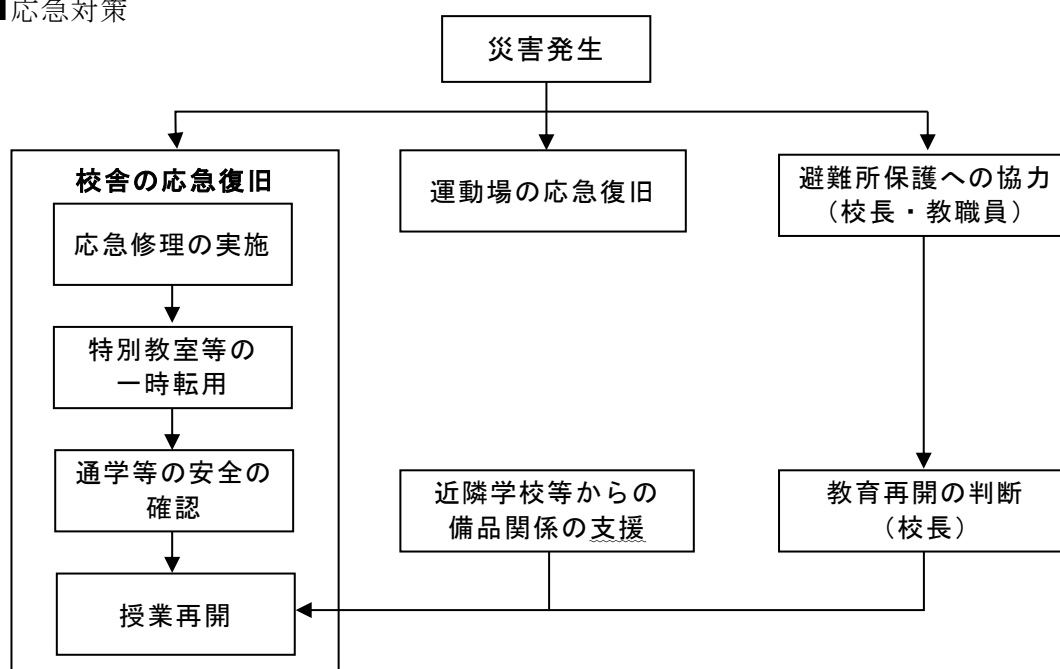 ■応急対策
災害発生
校舎の応急復旧
応急修理の実施
特別教室等の
一時転用
通学等の安全の
確認
授業再開
運動場の応急復旧
近隣学校等からの
備品関係の支援
避難所保護への協力
（校長・教職員）
教育再開の判断
（校長）